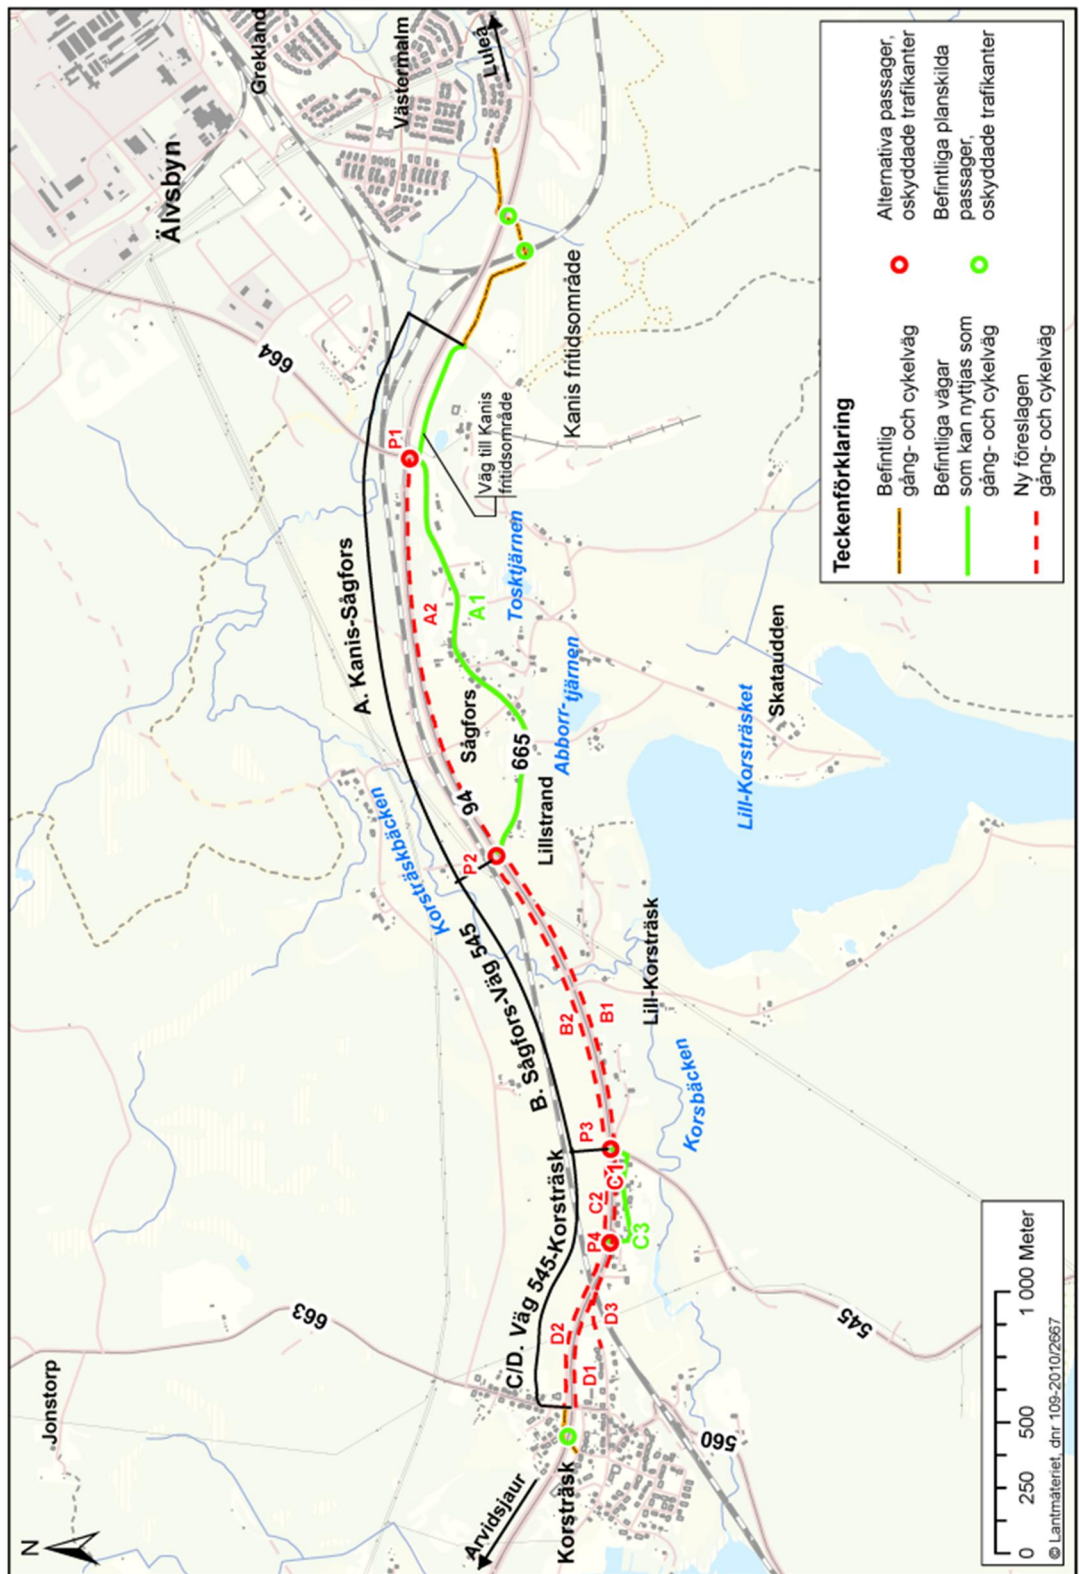 N
Jonstorp
663
Arvidsjaur
Korsträsk
560
545
C/D. Väg 545-Korsträsk
D2
D1
D3
P4
C2
C1
C3
P3
B. Sågfors-Väg 545
B2
B1
Korsbäcken
Lill-Korsträsk
Korsträskbäcken
P2
94
Lillstrand
665
Sågfors
Abborr-
tjärnen
Lill-Korsträsket
Skataudden
A. Kanis-Sågfors
A2
A1
Tosktjärnen
P1
664
Väg till Kanis
fritidsområde
Kanis fritidsområde
Älvsbyn
Grekland
Västermalm
Luleå
Teckenförklaring
Befintlig
gång- och cykelväg
Befintliga vägar
som kan nyttjas som
gång- och cykelväg
Ny föreslagen
gång- och cykelväg
Alternativa passager,
oskyddade trafikanter
Befintliga planskilda
passager,
oskyddade trafikanter
0 250 500 1 000 Meter
© Lantmäteriet, dnr 109-2010/2667